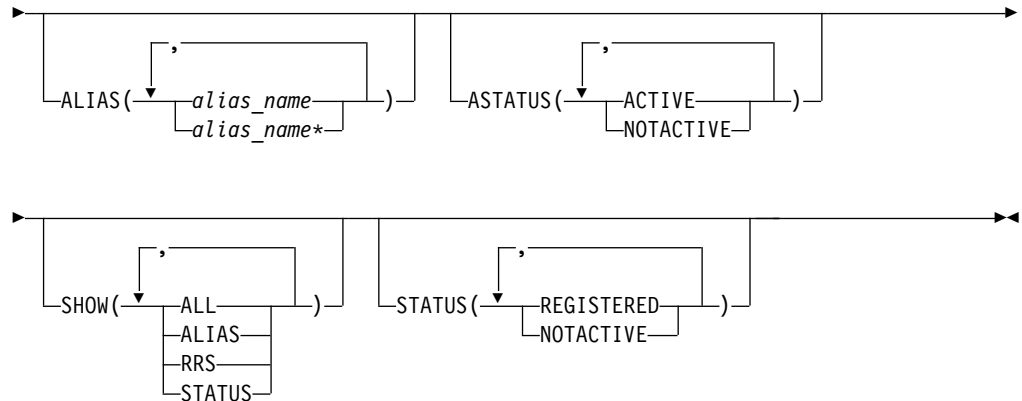 , ,
ALIAS( alias_name ) ASTATUS( ACTIVE )
alias_name* NOTACTIVE
, ,
SHOW( ALL ) STATUS( REGISTERED )
ALIAS NOTACTIVE
RRS
STATUS